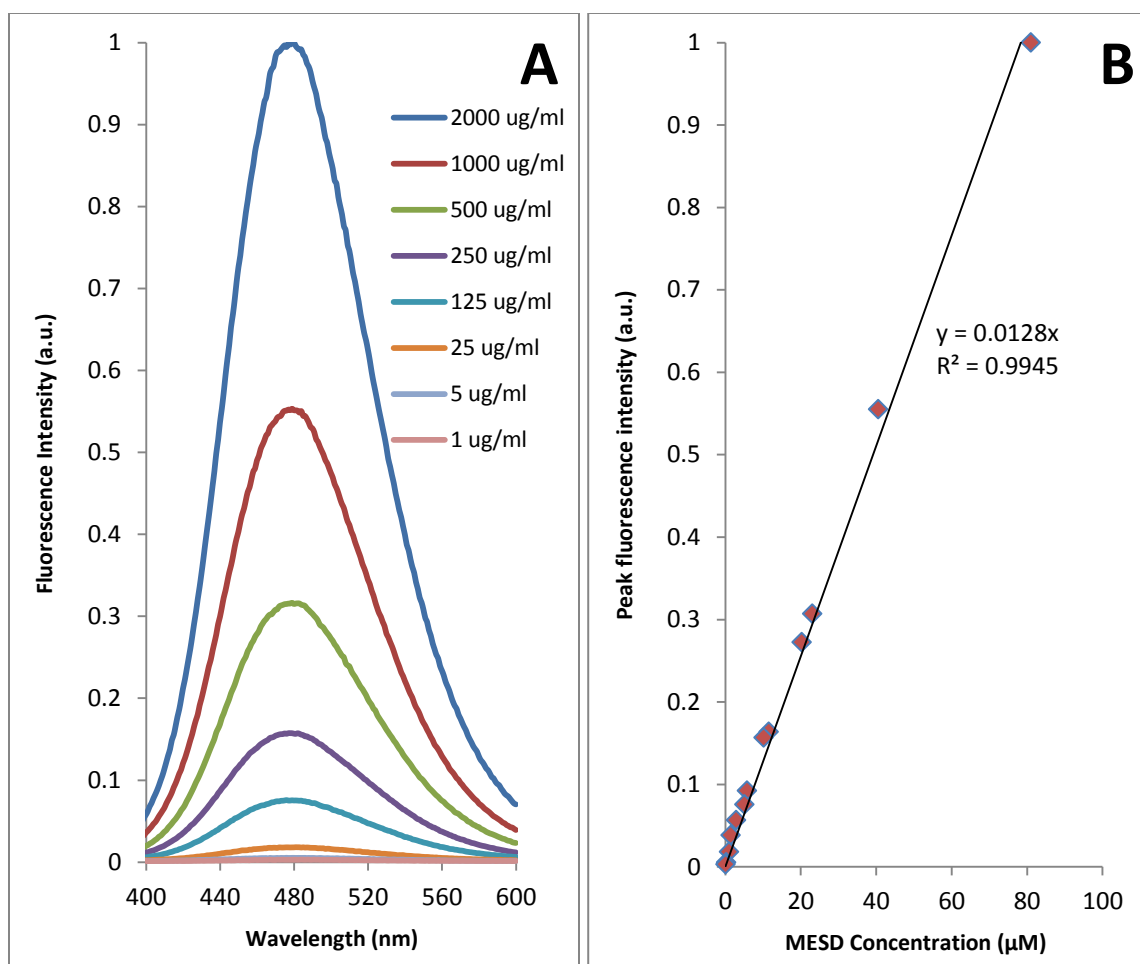 A
Fluorescence Intensity (a.u.)
1
0.9
0.8
0.7
0.6
0.5
0.4
0.3
0.2
0.1
0
400 440 480 520 560 600
Wavelength (nm)
2000 ug/ml
1000 ug/ml
500 ug/ml
250 ug/ml
125 ug/ml
25 ug/ml
5 ug/ml
1 ug/ml
B
Peak fluorescence intensity (a.u.)
1
0.9
0.8
0.7
0.6
0.5
0.4
0.3
0.2
0.1
0
0 20 40 60 80 100
MESD Concentration (µM)
y = 0.0128x
R² = 0.9945